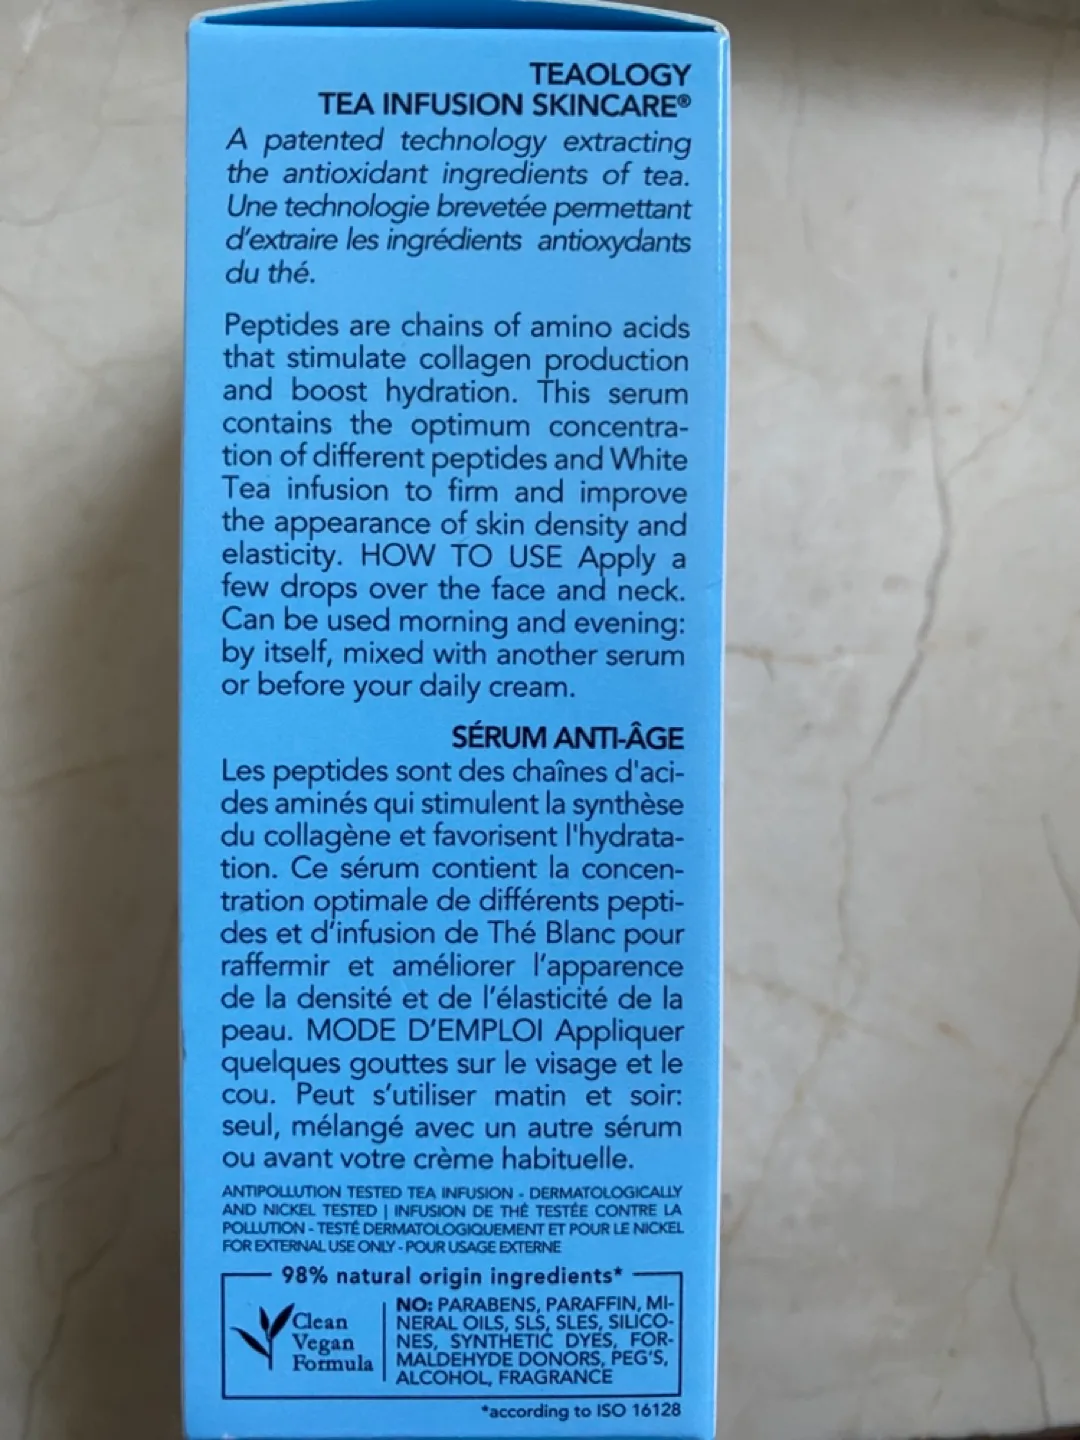 TEAOLOGY
TEA INFUSION SKINCARE®
A patented technology extracting
the antioxidant ingredients of tea.
Une technologie brevetée permettant
d'extraire les ingrédients antioxydants
du thé.
Peptides are chains of amino acids
that stimulate collagen production
and boost hydration. This serum
contains the optimum concentra-
tion of different peptides and White
Tea infusion to firm and improve
the appearance of skin density and
elasticity. HOW TO USE Apply a
few drops over the face and neck.
Can be used morning and evening:
by itself, mixed with another serum
or before your daily cream.
SÉRUM ANTI-ÂGE
Les peptides sont des chaînes d'aci-
des aminés qui stimulent la synthèse
du collagène et favorisent l'hydrata-
tion. Ce sérum contient la concen-
tration optimale de différents pepti-
des et d'infusion de Thé Blanc pour
raffermir et améliorer l'apparence
de la densité et de l'élasticité de la
peau. MODE D'EMPLOI Appliquer
quelques gouttes sur le visage et le
cou. Peut s'utiliser matin et soir:
seul, mélangé avec un autre sérum
ou avant votre crème habituelle.
ANTIPOLLUTION TESTED TEA INFUSION - DERMATOLOGICALLY
AND NICKEL TESTED | INFUSION DE THÉ TESTÉE CONTRE LA
POLLUTION - TESTÉ DERMATOLOGIQUEMENT ET POUR LE NICKEL
FOR EXTERNAL USE ONLY - POUR USAGE EXTERNE
98% natural origin ingredients*
Clean
Vegan
Formula
NO: PARABENS, PARAFFIN, MI-
NERAL OILS, SLS, SLES, SILICO-
NES, SYNTHETIC DYES, FOR-
MALDEHYDE DONORS, PEG'S,
ALCOHOL, FRAGRANCE
*according to ISO 16128